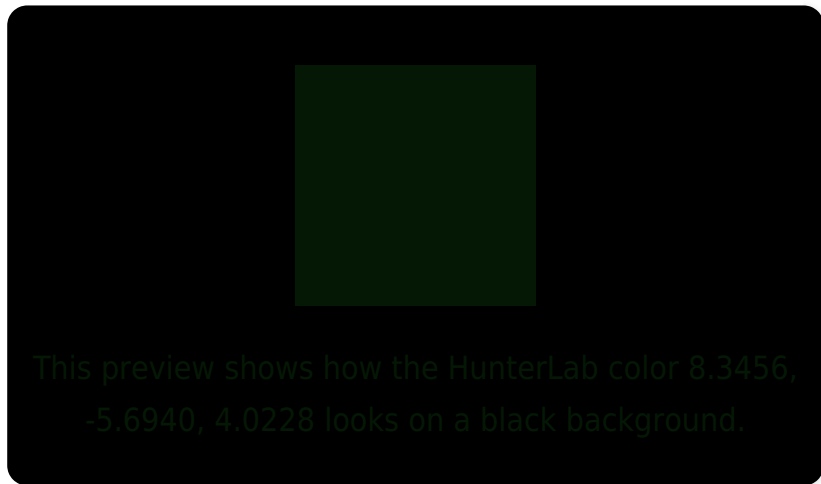 This preview shows how the HunterLab color 8.3456,
-5.6940, 4.0228 looks on a black background.